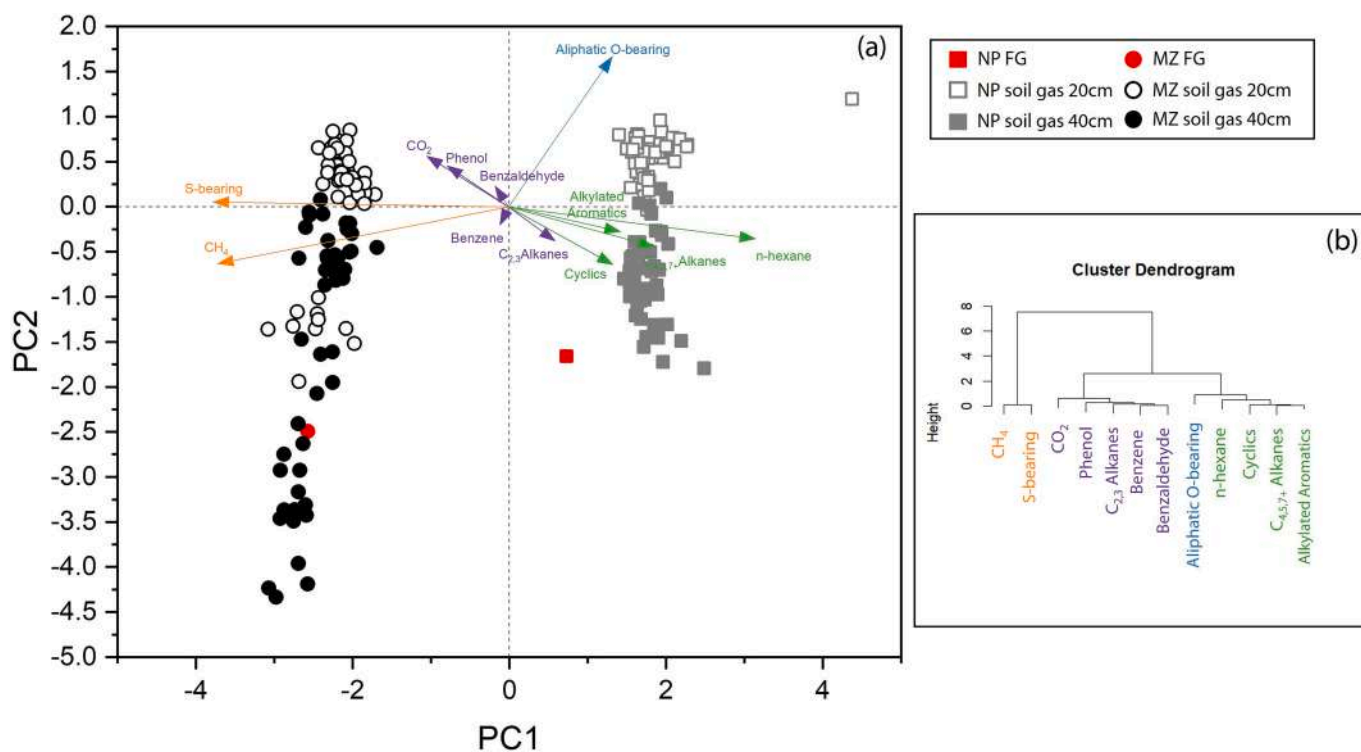 (a)
2.0
1.5
1.0
0.5
0.0
-0.5
-1.0
-1.5
-2.0
-2.5
-3.0
-3.5
-4.0
-4.5
-5.0
PC2
-4
-2
0
2
4
PC1
Aliphatic O-bearing
CO₂
Phenol
Benzaldehyde
S-bearing
CH₄
Alkylated
Aromatics
Benzene
C₂,₃Alkanes
Cyclics
Alkanes
n-hexane
NP FG
MZ FG
NP soil gas 20cm
MZ soil gas 20cm
NP soil gas 40cm
MZ soil gas 40cm
(b)
Cluster Dendrogram
Height
8
6
4
2
0
CH₄
S-bearing
CO₂
Phenol
C₂,₃ Alkanes
Benzene
Benzaldehyde
Aliphatic O-bearing
n-hexane
Cyclics
C₄,₅,₇₊ Alkanes
Alkylated Aromatics